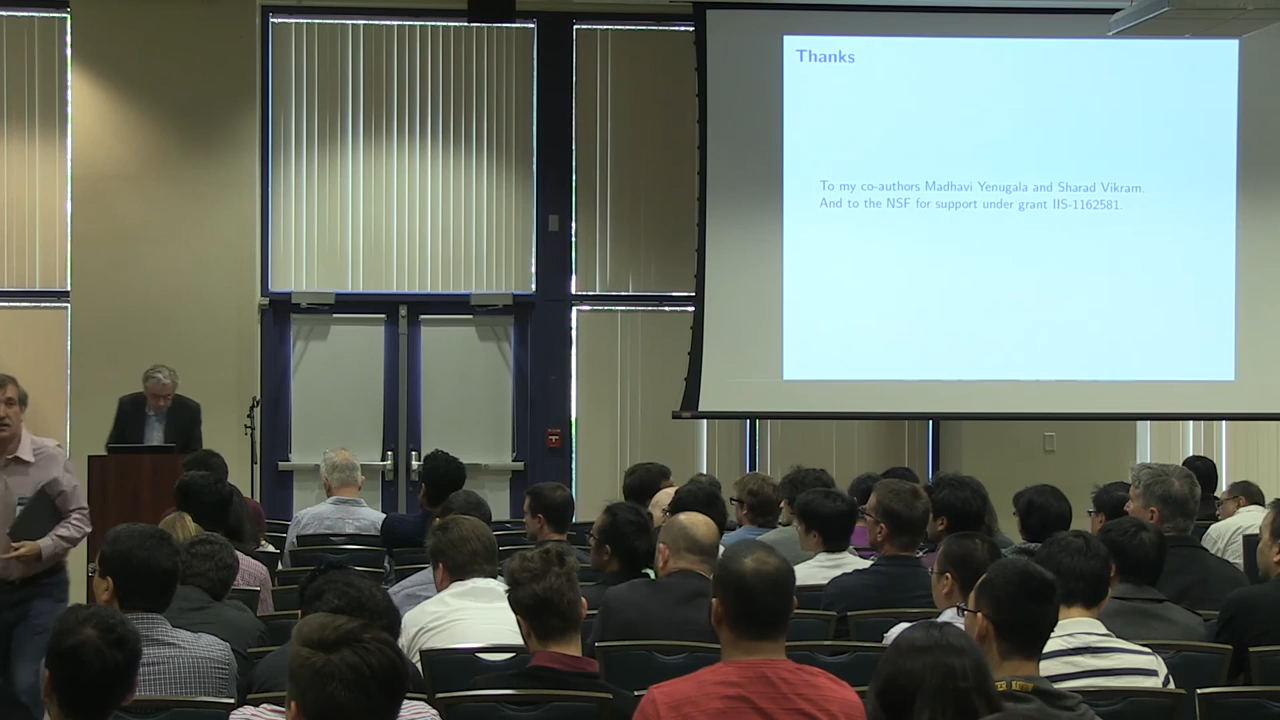 Thanks
To my co-authors Madhavi Yenugala and Sharad Vikram.
And to the NSF for support under grant IIS-1162581.